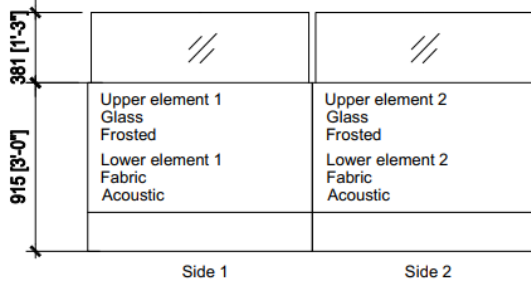 381 [1'-3"]
915 [3'-0"]
Upper element 1
Glass
Frosted
Lower element 1
Fabric
Acoustic
Upper element 2
Glass
Frosted
Lower element 2
Fabric
Acoustic
Side 1
Side 2